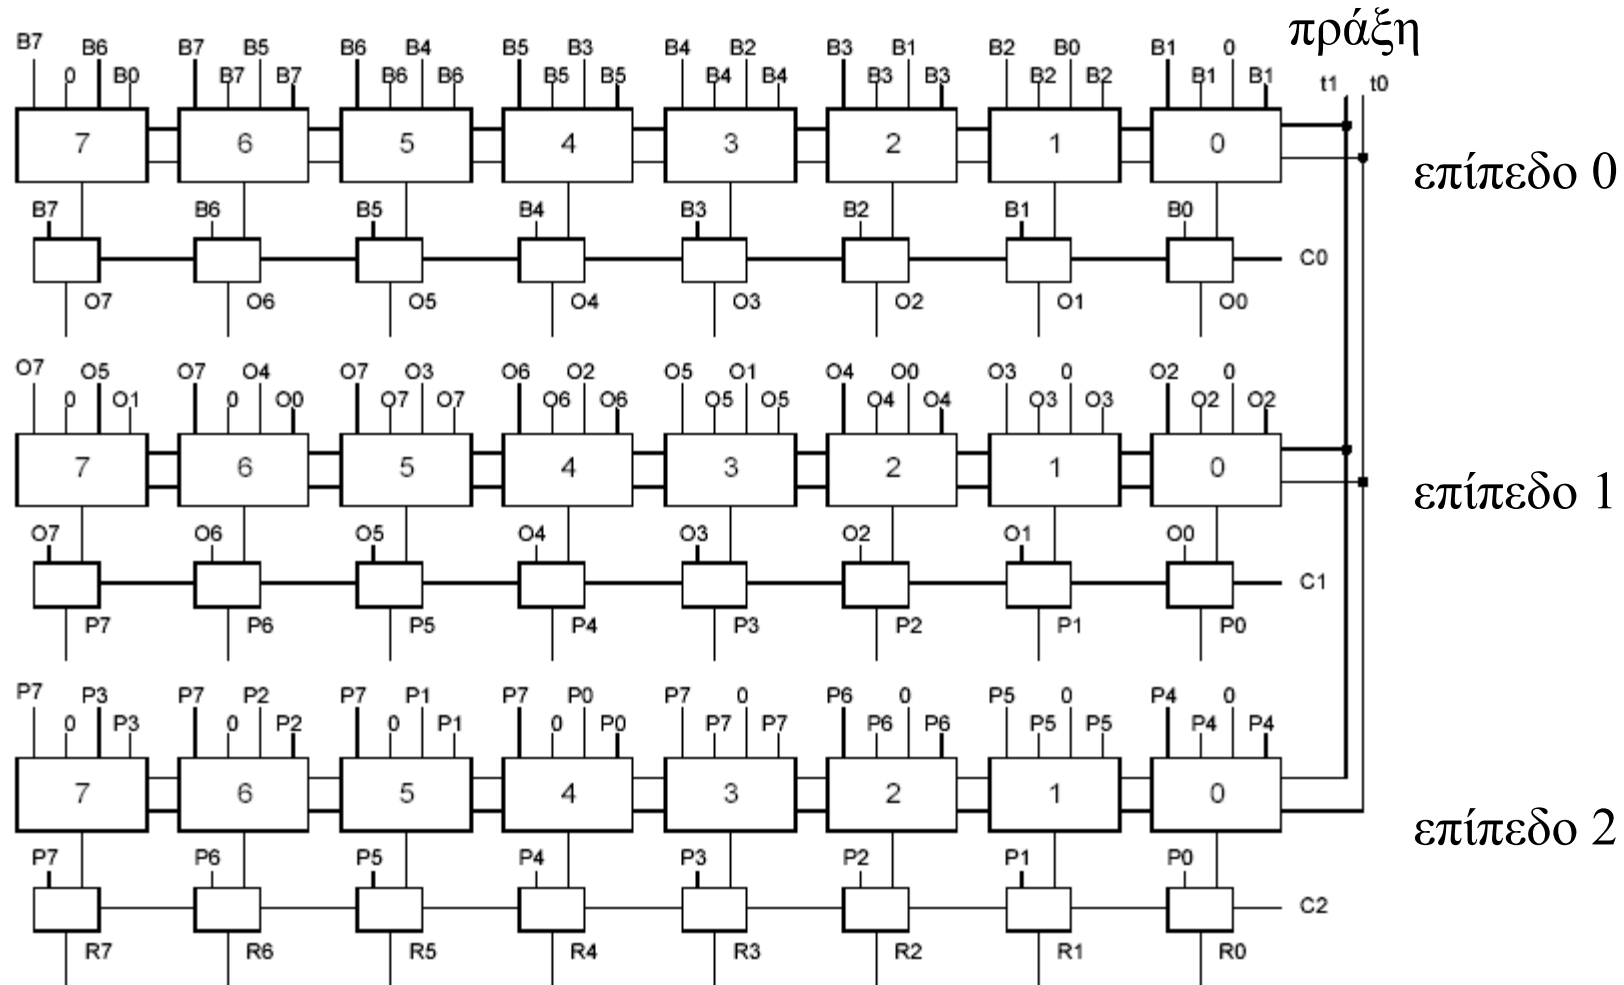 πράξη
B7 B6 B7 B5 B6 B4 B5 B3 B4 B2 B3 B1 B2 B0 B1 0
0 B0 B7 B7 B6 B6 B5 B5 B4 B4 B3 B3 B2 B2 B1 B1 t1 t0
7 6 5 4 3 2 1 0
επίπεδο 0
B7 B6 B5 B4 B3 B2 B1 B0
C0
O7 O6 O5 O4 O3 O2 O1 O0
O7 O5 O7 O4 O7 O3 O6 O2 O5 O1 O4 O0 O3 0 O2 0
0 O1 0 O0 O7 O7 O6 O6 O5 O5 O4 O4 O3 O3 O2 O2
7 6 5 4 3 2 1 0
επίπεδο 1
O7 O6 O5 O4 O3 O2 O1 O0
C1
P7 P6 P5 P4 P3 P2 P1 P0
P7 P3 P7 P2 P7 P1 P7 P0 P7 0 P6 0 P5 0 P4 0
0 P3 0 P2 0 P1 0 P0 P7 P7 P6 P6 P5 P5 P4 P4
7 6 5 4 3 2 1 0
επίπεδο 2
P7 P6 P5 P4 P3 P2 P1 P0
C2
R7 R6 R5 R4 R3 R2 R1 R0